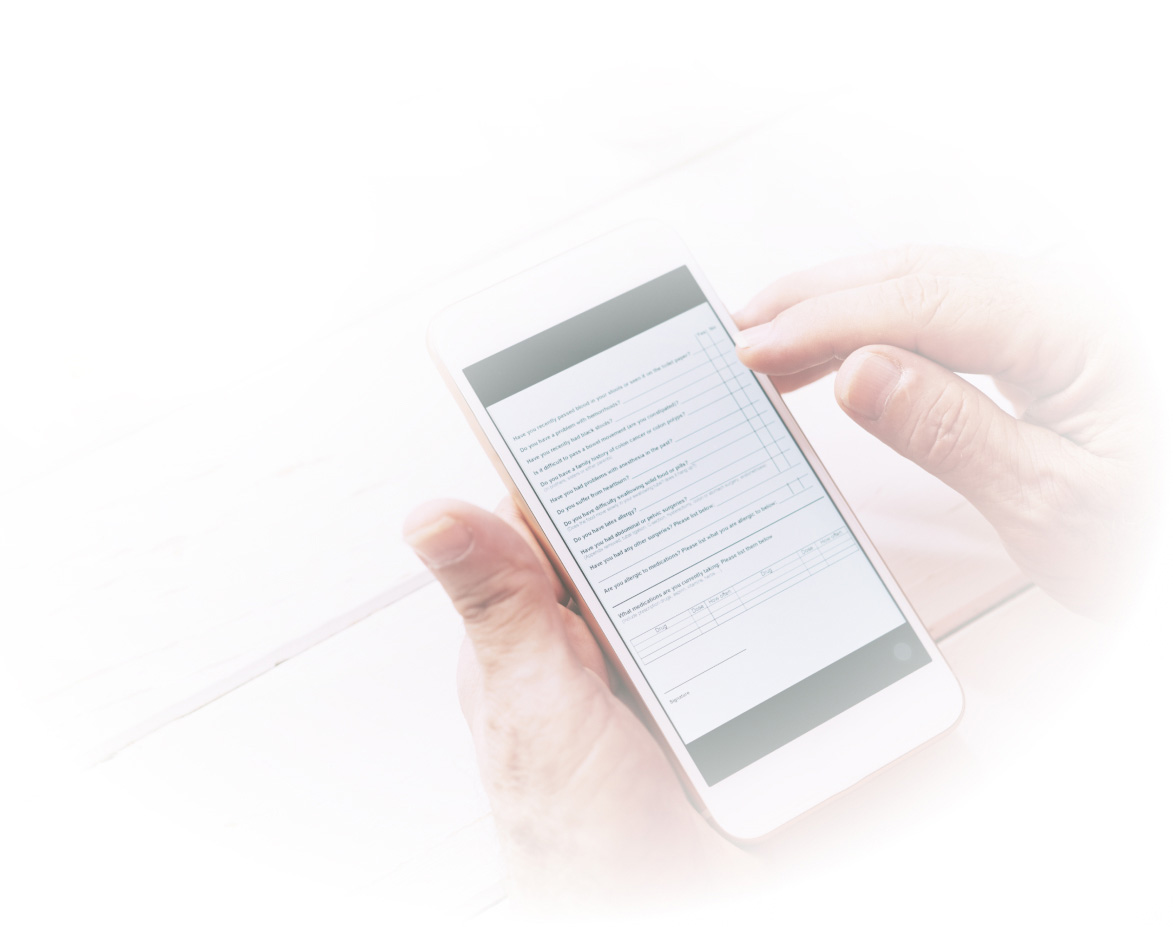 Yes No
Have you recently passed blood in your stools or seen it on the toilet paper?
Do you have a problem with hemorrhoids?
Have you recently had black stools?
Is it difficult to pass a bowel movement (are you constipated)?
Do you have a family history of colon cancer or colon polyps?
Have you had problems with anesthesia in the past?
Do you suffer from heartburn?
Do you have difficulty swallowing solid food or pills?
Do you have latex allergy?
Have you had abdominal or pelvic surgeries?
Have you had any other surgeries? Please list below:
Are you allergic to medications? Please list what you are allergic to below
What medications are you currently taking. Please list them below
Drug Dose How often Drug Dose How often
Signature